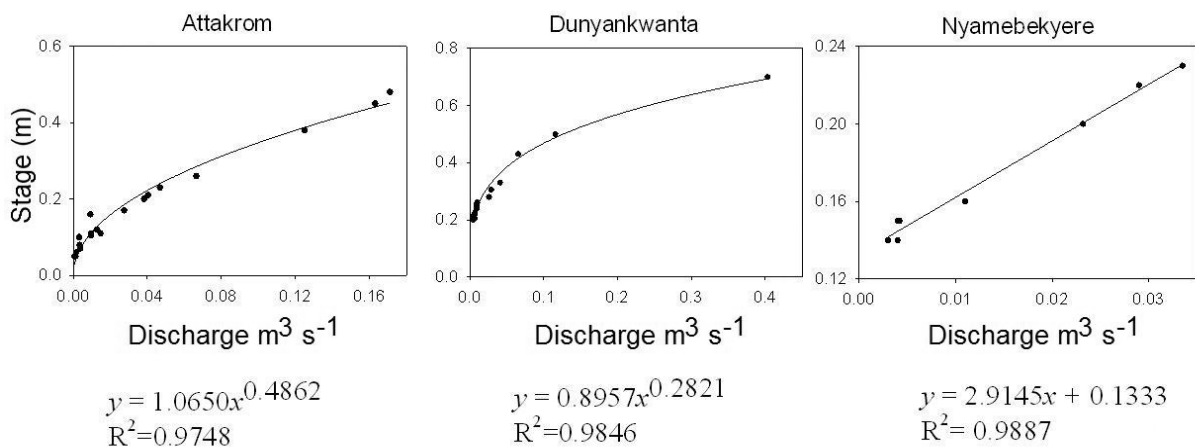 Attakrom
Dunyankwanta
Nyamebekyere
Stage (m)
0.6
0.4
0.2
0.0
0.00
0.04
0.08
0.12
0.16
0.8
0.6
0.4
0.2
0.0
0.0
0.1
0.2
0.3
0.4
0.24
0.20
0.16
0.12
0.00
0.01
0.02
0.03
Discharge m³ s⁻¹
Discharge m³ s⁻¹
Discharge m³ s⁻¹
y = 1.0650x^0.4862
R²=0.9748
y = 0.8957x^0.2821
R²=0.9846
y = 2.9145x + 0.1333
R²= 0.9887